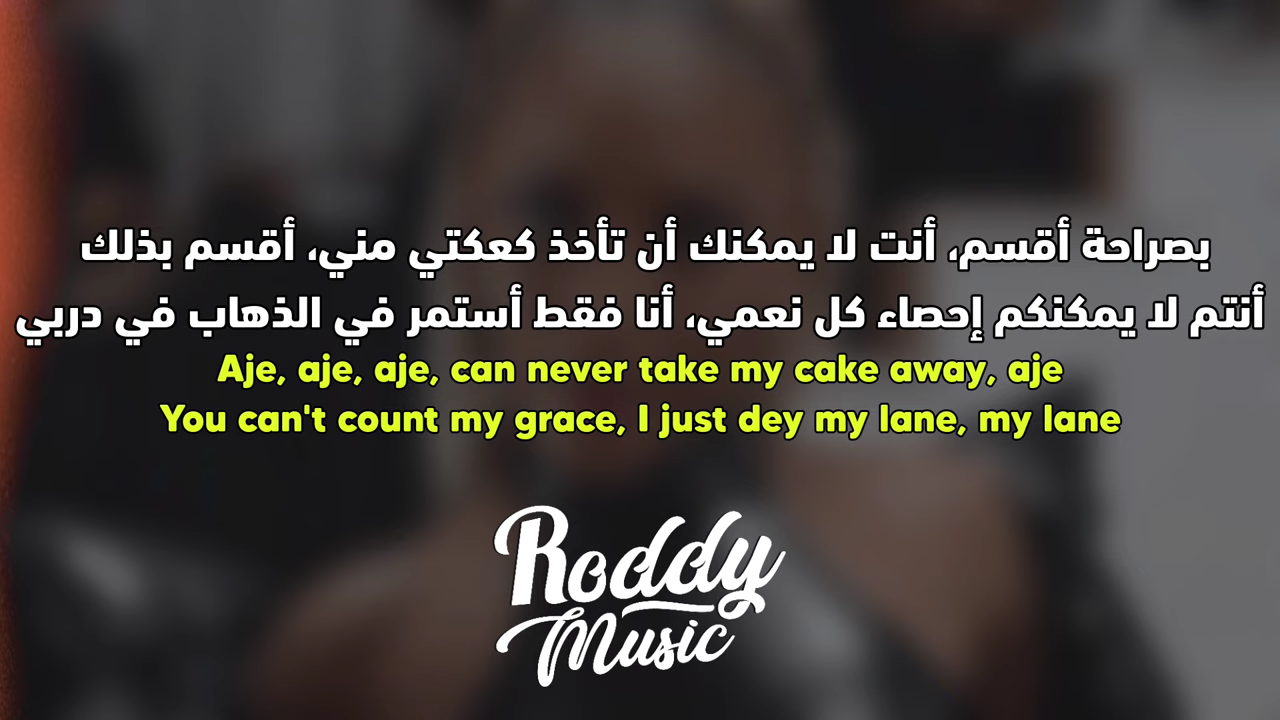 بصراحة أقسم، أنت لا يمكنك أن تأخذ كعكتي مني، أقسم بذلك
أنتم لا يمكنكم إحصاء كل نعمي، أنا فقط أستمر في الذهاب في دربي
Aje, aje, aje, can never take my cake away, aje
You can't count my grace, I just dey my lane, my lane
Roddy
Music